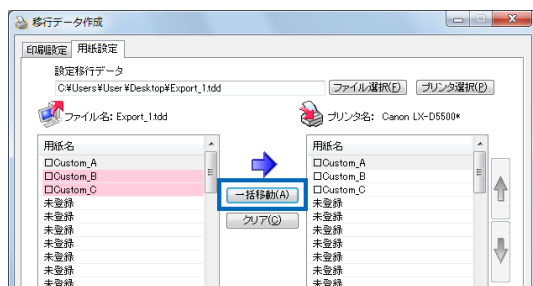 移行データ作成
印刷設定 用紙設定
設定移行データ
C:¥Users¥User¥Desktop¥Export_1.tdd ファイル選択(F) プリンタ選択(P)
ファイル名: Export_1.tdd プリンタ名: Canon LX-D5500*
用紙名 用紙名
□Custom_A □Custom_A
□Custom_B □Custom_B
□Custom_C 一括移動(A) □Custom_C
未登録 未登録
未登録 クリア(C) 未登録
未登録 未登録
未登録 未登録
未登録 未登録
未登録 未登録
未登録 未登録